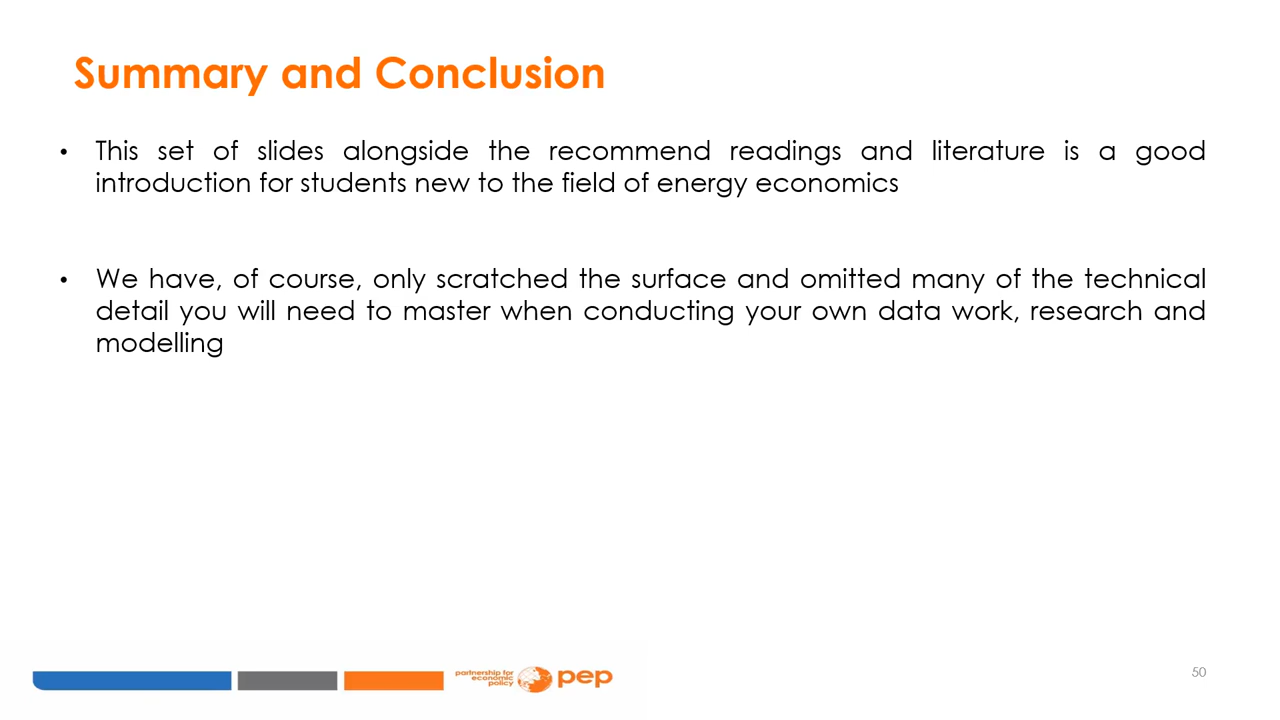 Summary and Conclusion
• This set of slides alongside the recommend readings and literature is a good
introduction for students new to the field of energy economics
• We have, of course, only scratched the surface and omitted many of the technical
detail you will need to master when conducting your own data work, research and
modelling
partnership for
economic
policy
pep
50